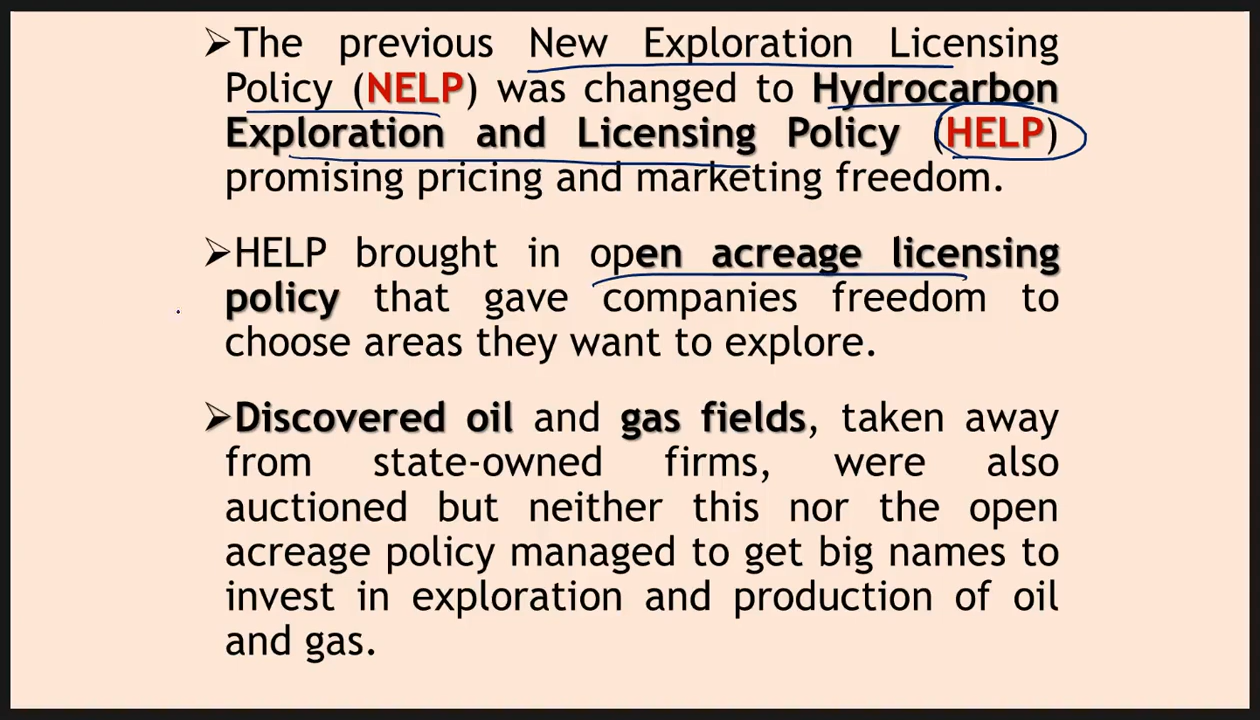 ➢The previous New Exploration Licensing
Policy (NELP) was changed to Hydrocarbon
Exploration and Licensing Policy (HELP)
promising pricing and marketing freedom.
➢HELP brought in open acreage licensing
policy that gave companies freedom to
choose areas they want to explore.
➢Discovered oil and gas fields, taken away
from state-owned firms, were also
auctioned but neither this nor the open
acreage policy managed to get big names to
invest in exploration and production of oil
and gas.